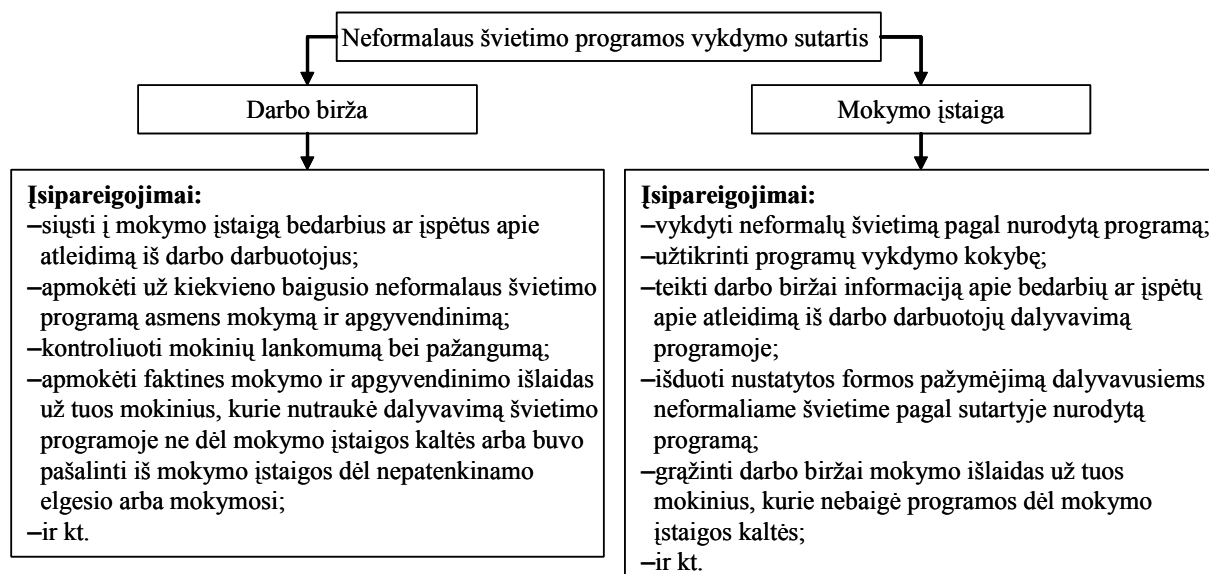 Neformalaus švietimo programos vykdymo sutartis
Darbo birža
Mokymo įstaiga
Įsipareigojimai:
–siųsti į mokymo įstaigą bedarbius ar įspėtus apie
atleidimą iš darbo darbuotojus;
–apmokėti už kiekvieno baigusio neformalaus švietimo
programą asmens mokymą ir apgyvendinimą;
–kontroliuoti mokinių lankomumą bei pažangumą;
–apmokėti faktines mokymo ir apgyvendinimo išlaidas
už tuos mokinius, kurie nutraukė dalyvavimą švietimo
programoje ne dėl mokymo įstaigos kaltės arba buvo
pašalinti iš mokymo įstaigos dėl nepatenkinamo
elgesio arba mokymosi;
–ir kt.
Įsipareigojimai:
–vykdyti neformalų švietimą pagal nurodytą programą;
–užtikrinti programų vykdymo kokybę;
–teikti darbo biržai informaciją apie bedarbių ar įspėtų
apie atleidimą iš darbo darbuotojų dalyvavimą
programoje;
–išduoti nustatytos formos pažymėjimą dalyvavusiems
neformaliame švietime pagal sutartyje nurodytą
programą;
–grąžinti darbo biržai mokymo išlaidas už tuos
mokinius, kurie nebaigė programos dėl mokymo
įstaigos kaltės;
–ir kt.